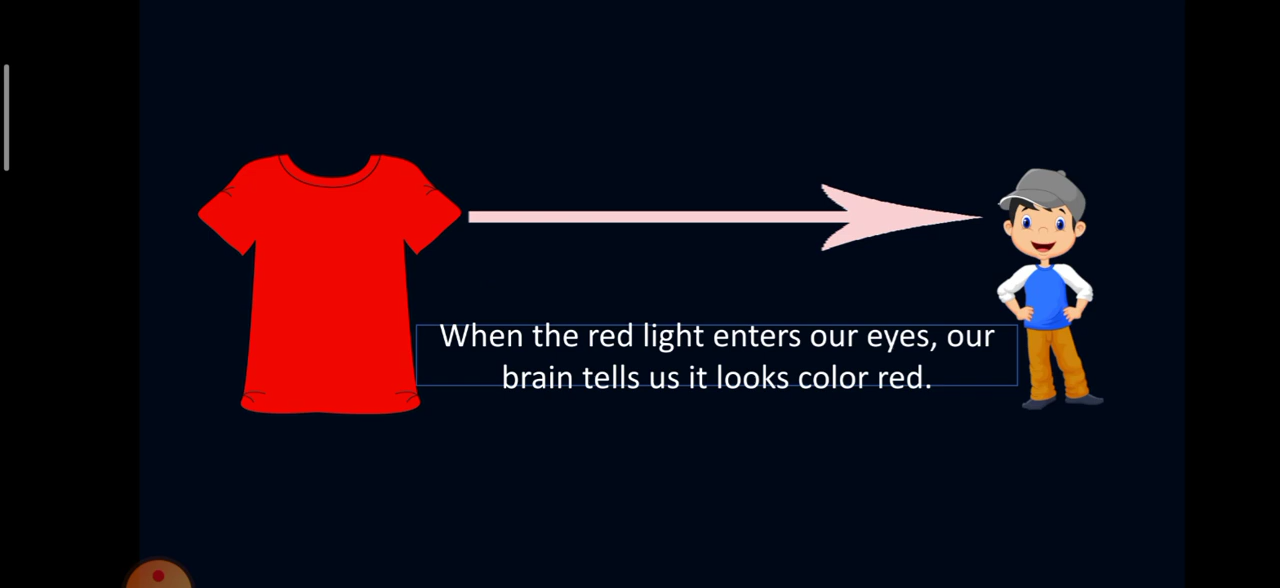 When the red light enters our eyes, our
brain tells us it looks color red.